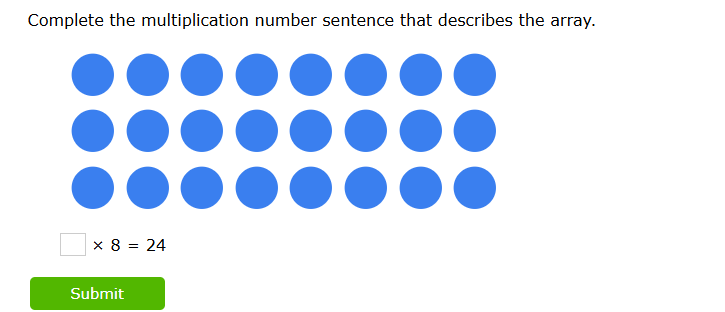 Complete the multiplication number sentence that describes the array.
× 8 = 24
Submit